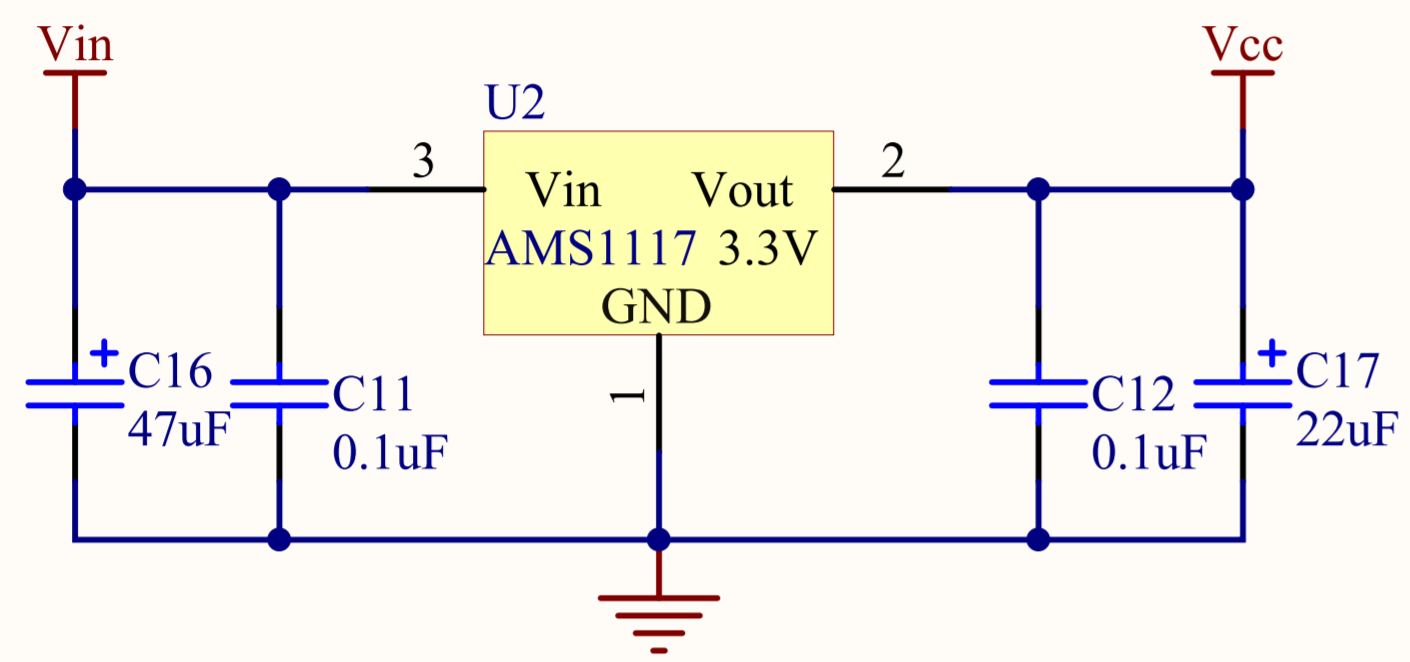 Vin
Vcc
U2
3
2
Vin Vout
AMS1117 3.3V
GND
1
C16
47uF
C11
0.1uF
C12
0.1uF
C17
22uF
+
+